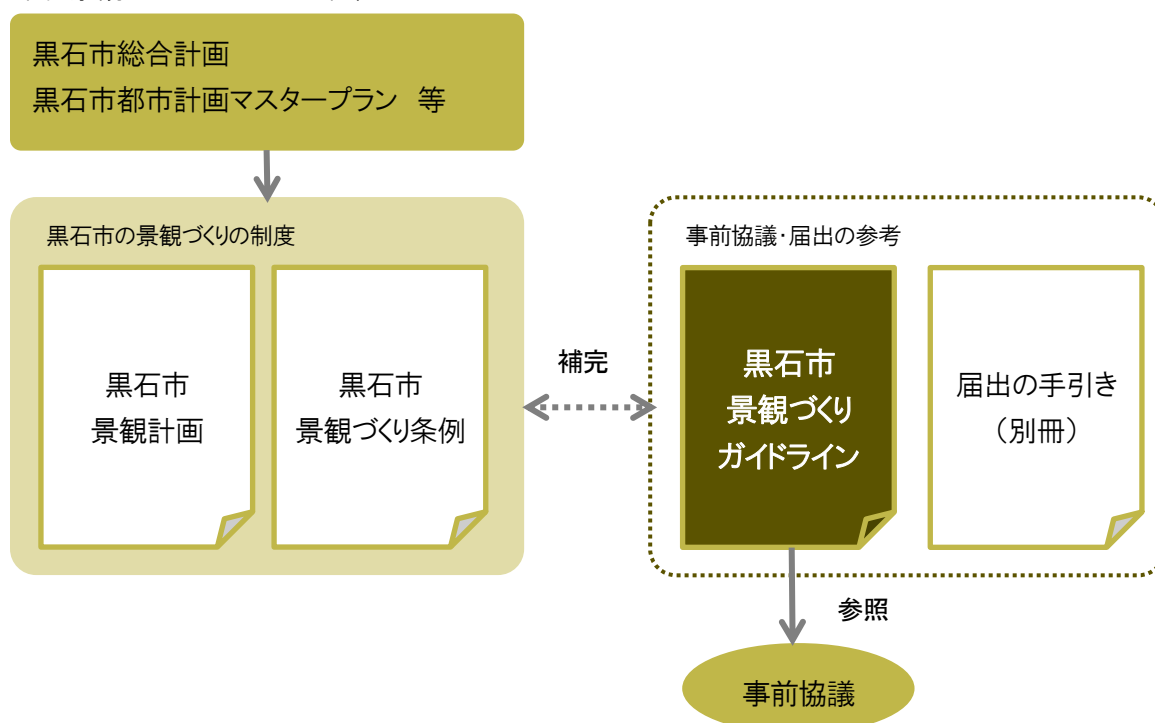 黒石市総合計画
黒石市都市計画マスタープラン 等
黒石市の景観づくりの制度
黒石市
景観計画
黒石市
景観づくり条例
補完
事前協議・届出の参考
黒石市
景観づくり
ガイドライン
届出の手引き
（別冊）
参照
事前協議